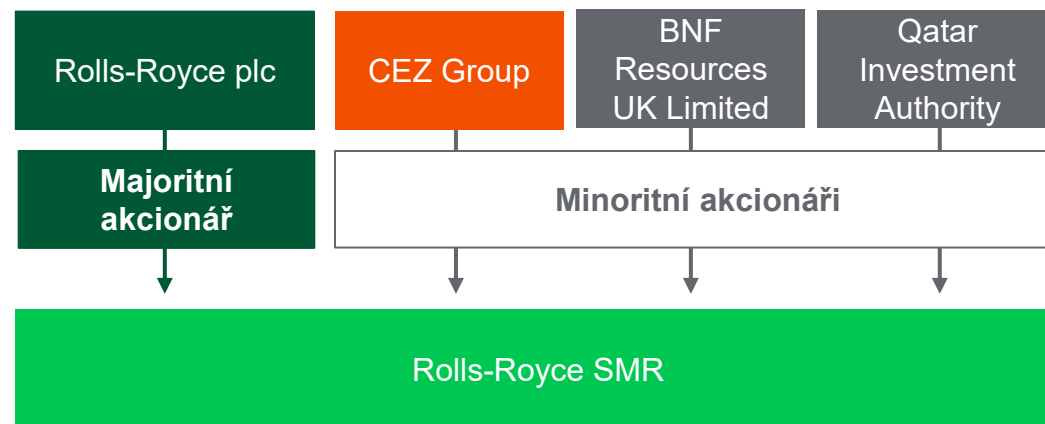 Rolls-Royce plc
CEZ Group
BNF
Resources
UK Limited
Qatar
Investment
Authority
Majoritní
akcionář
Minoritní akcionáři
Rolls-Royce SMR